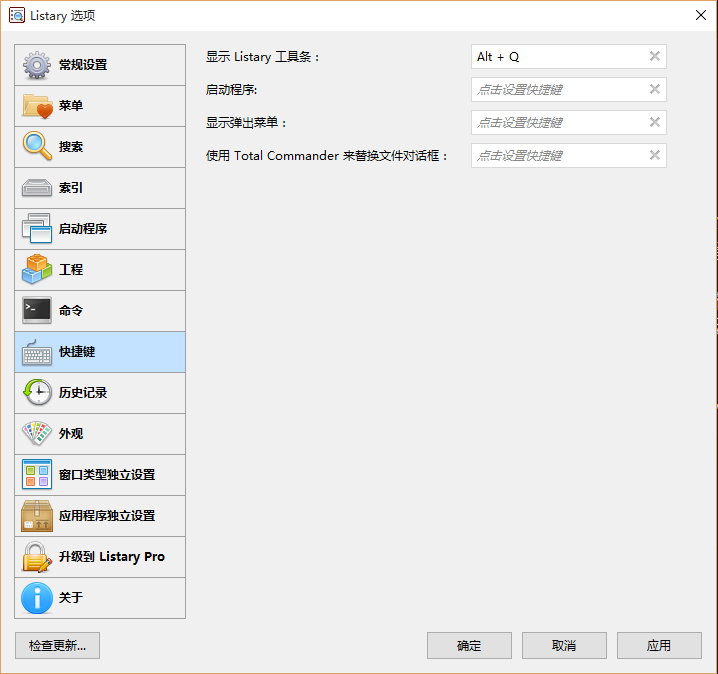 Listary 选项
常规设置
菜单
搜索
索引
启动程序
工程
命令
快捷键
历史记录
外观
窗口类型独立设置
应用程序独立设置
升级到 Listary Pro
关于
显示 Listary 工具条：
Alt + Q
启动程序:
点击设置快捷键
显示弹出菜单：
点击设置快捷键
使用 Total Commander 来替换文件对话框：
点击设置快捷键
检查更新...
确定
取消
应用